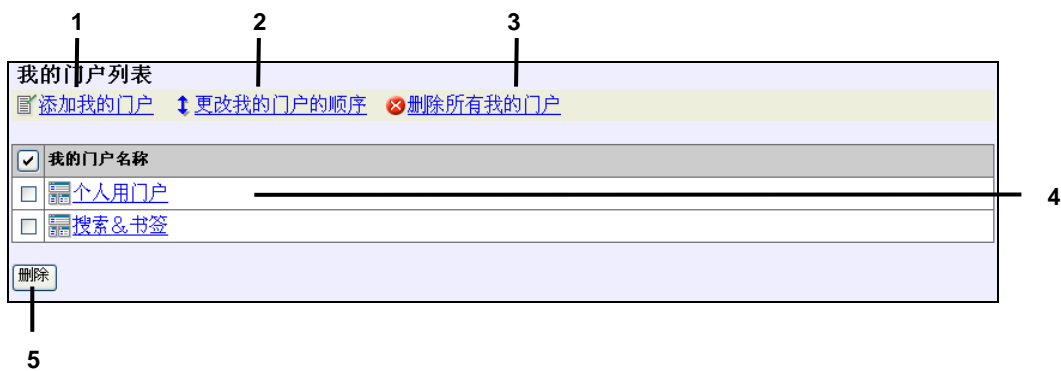 1 2 3
我的门户列表
添加我的门户 更改我的门户的顺序 删除所有我的门户
我的门户名称
个人用门户
4
搜索&书签
删除
5